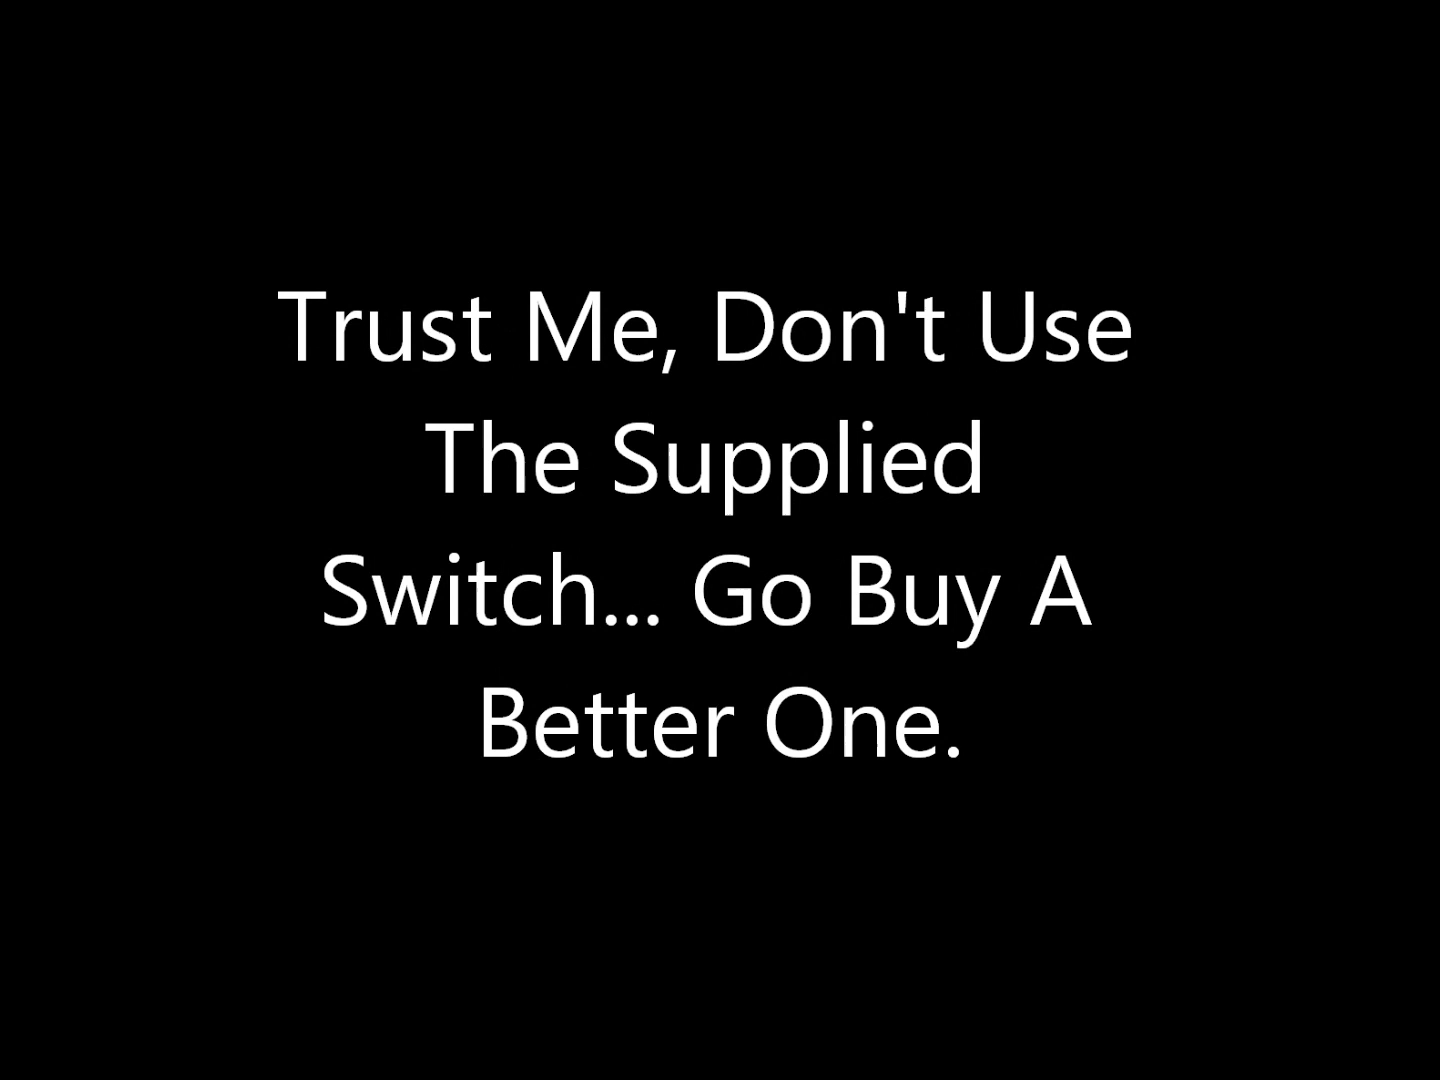 Trust Me, Don't Use
The Supplied
Switch... Go Buy A
Better One.